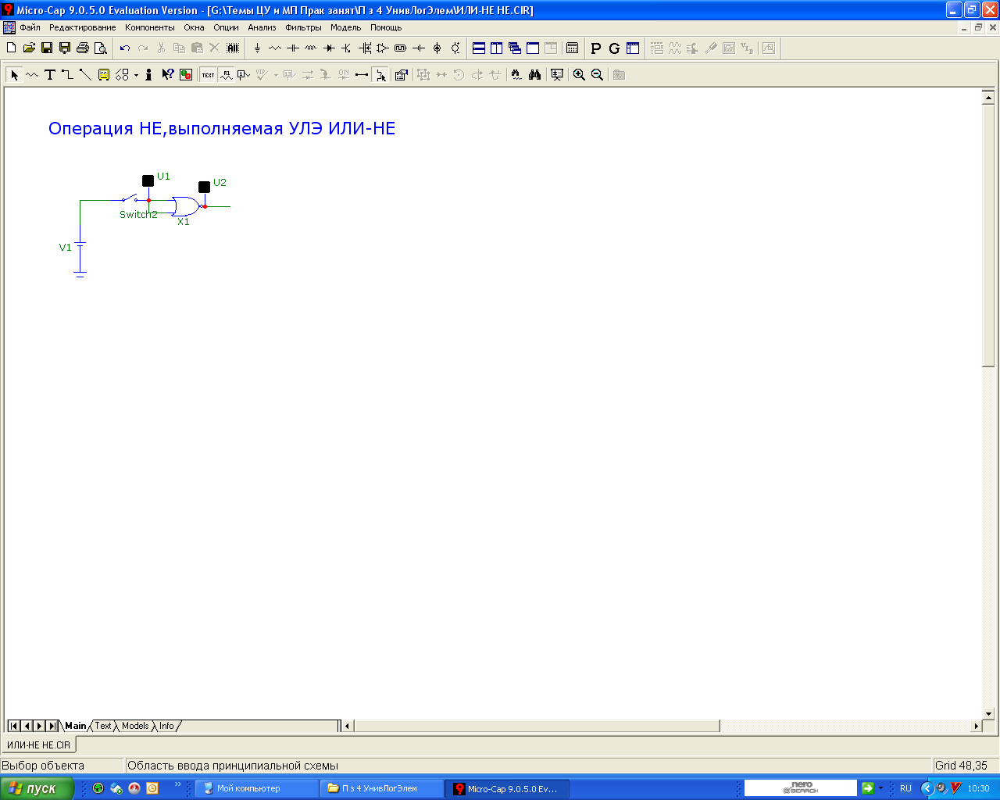 Micro-Cap 9.0.5.0 Evaluation Version - [G:\Темы ЦУ и МП Прак занят\П з 4 УнивЛогЭлем\ИЛИ-НЕ НЕ.CIR]
Файл Редактирование Компоненты Окна Опции Анализ Фильтры Модель Помощь
Операция НЕ,выполняемая УЛЭ ИЛИ-НЕ
U1
U2
Switch2
X1
V1
Main Text Models Info
ИЛИ-НЕ НЕ.CIR
Выбор объекта Область ввода принципиальной схемы Grid 48,35
пуск Мой компьютер П з 4 УнивЛогЭлем Micro-Cap 9.0.5.0 Ev... nero SEARCH RU 10:30